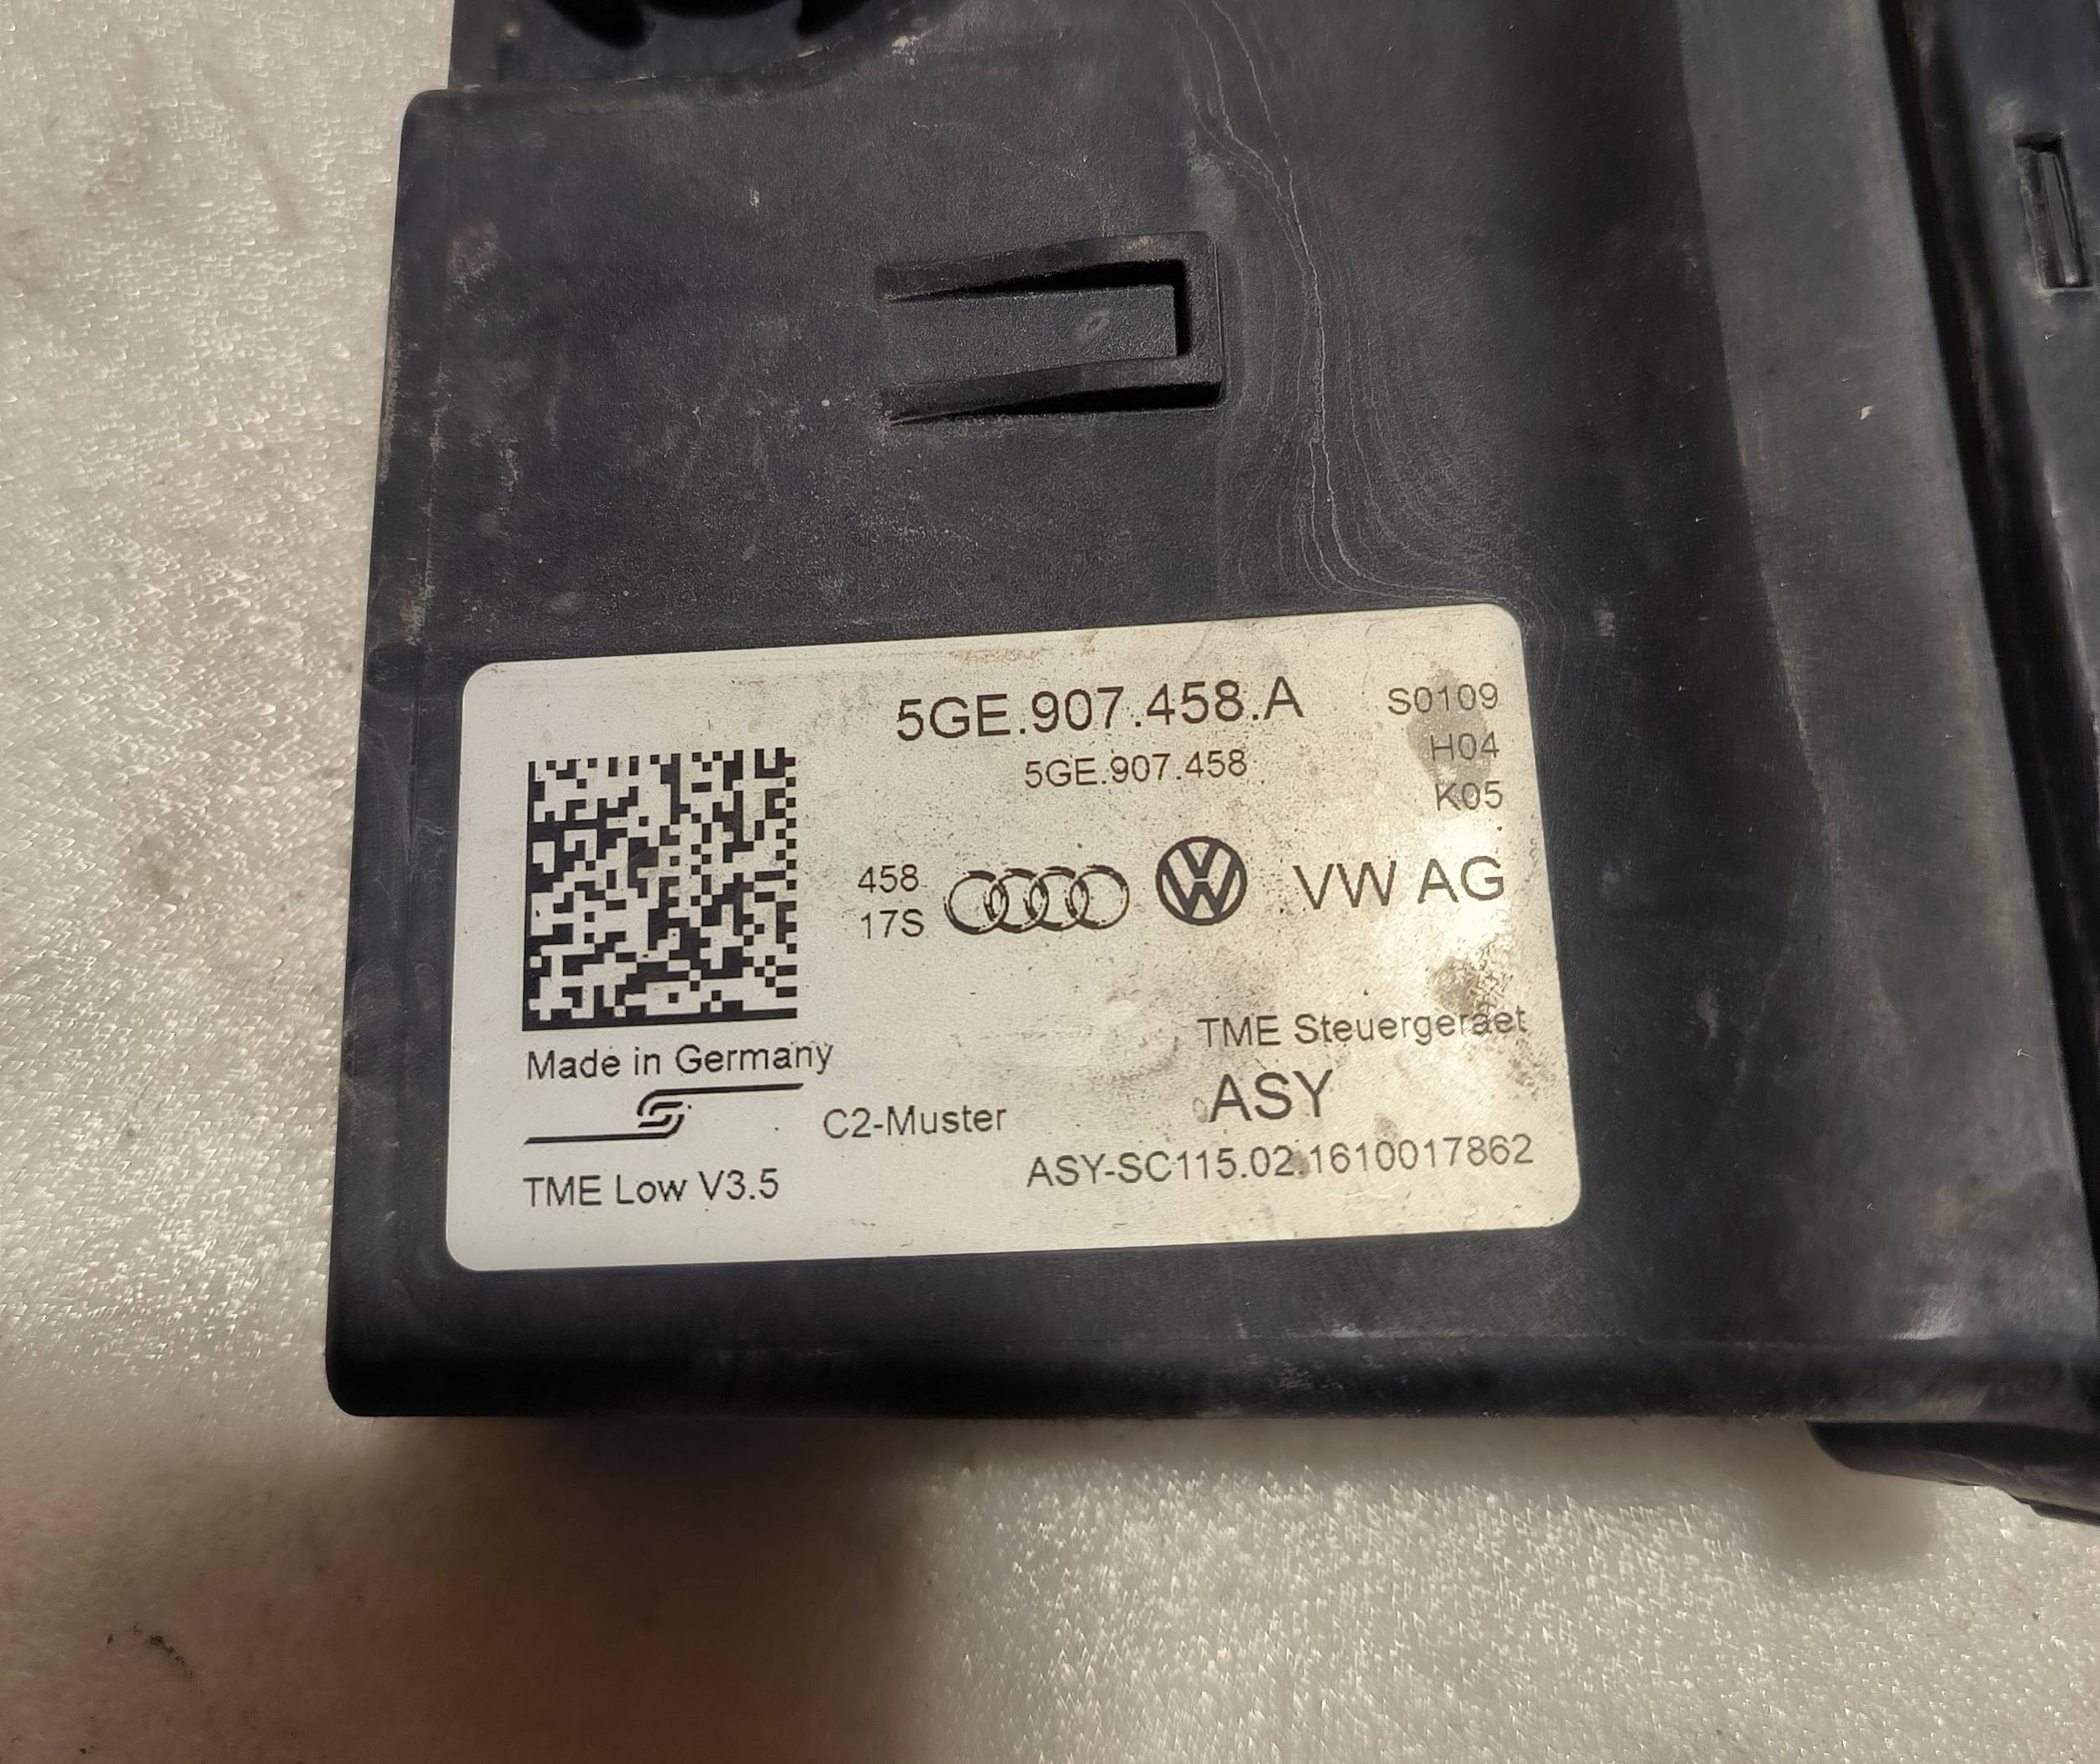 5GE.907.458.A
5GE.907.458
S0109
H04
K05
458
17S
VW AG
Made in Germany
TME Steuergeraet
C2-Muster
ASY
TME Low V3.5
ASY-SC115.02.1610017862